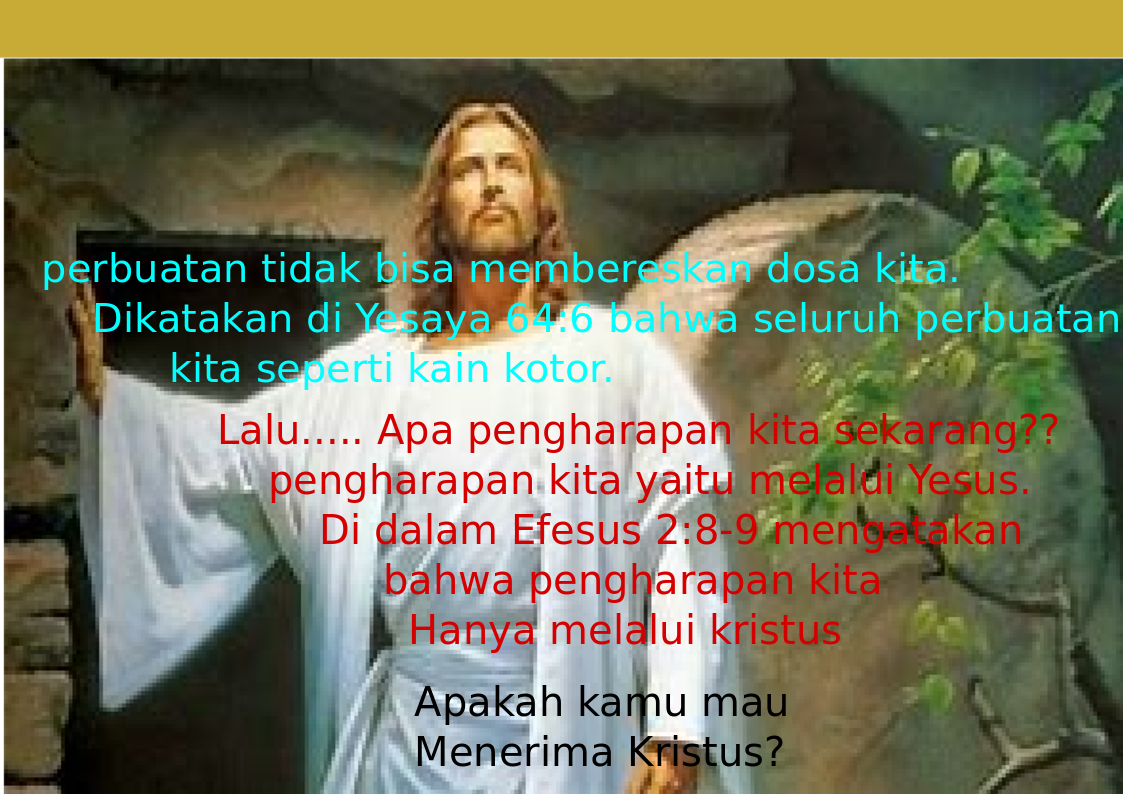 perbuatan tidak bisa membereskan dosa kita.
Dikatakan di Yesaya 64:6 bahwa seluruh perbuatan
kita seperti kain kotor.
Lalu..... Apa pengharapan kita sekarang??
pengharapan kita yaitu melalui Yesus.
Di dalam Efesus 2:8-9 mengatakan
bahwa pengharapan kita
Hanya melalui kristus
Apakah kamu mau
Menerima Kristus?